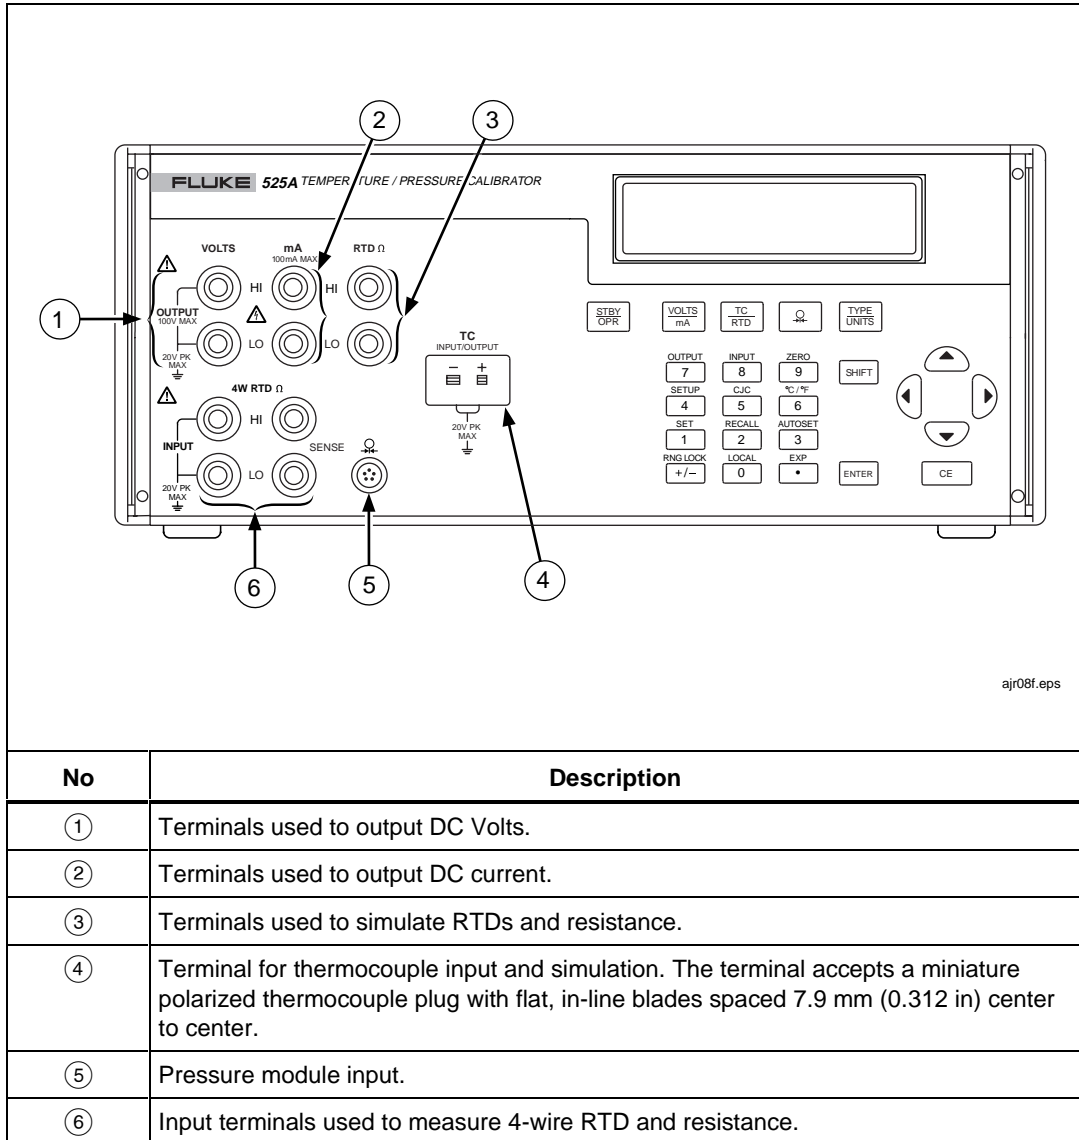 2
3
FLUKE 525A TEMPERATURE / PRESSURE CALIBRATOR
VOLTS
mA
100mA MAX
RTD Ω
1
OUTPUT
100V MAX
HI
HI
LO
LO
20V PK
MAX
4W RTD Ω
INPUT
HI
LO
SENSE
20V PK
MAX
TC
INPUT/OUTPUT
− +
20V PK
MAX
STBY
OPR
VOLTS
mA
TC
RTD
TYPE
UNITS
OUTPUT INPUT ZERO
7 8 9 SHIFT
SETUP CJC °C / °F
4 5 6
SET RECALL AUTOSET
1 2 3
RNG LOCK LOCAL EXP
+/− 0 • ENTER CE
6
5
4
ajr08f.eps
No Description
1 Terminals used to output DC Volts.
2 Terminals used to output DC current.
3 Terminals used to simulate RTDs and resistance.
4 Terminal for thermocouple input and simulation. The terminal accepts a miniature
polarized thermocouple plug with flat, in-line blades spaced 7.9 mm (0.312 in) center
to center.
5 Pressure module input.
6 Input terminals used to measure 4-wire RTD and resistance.